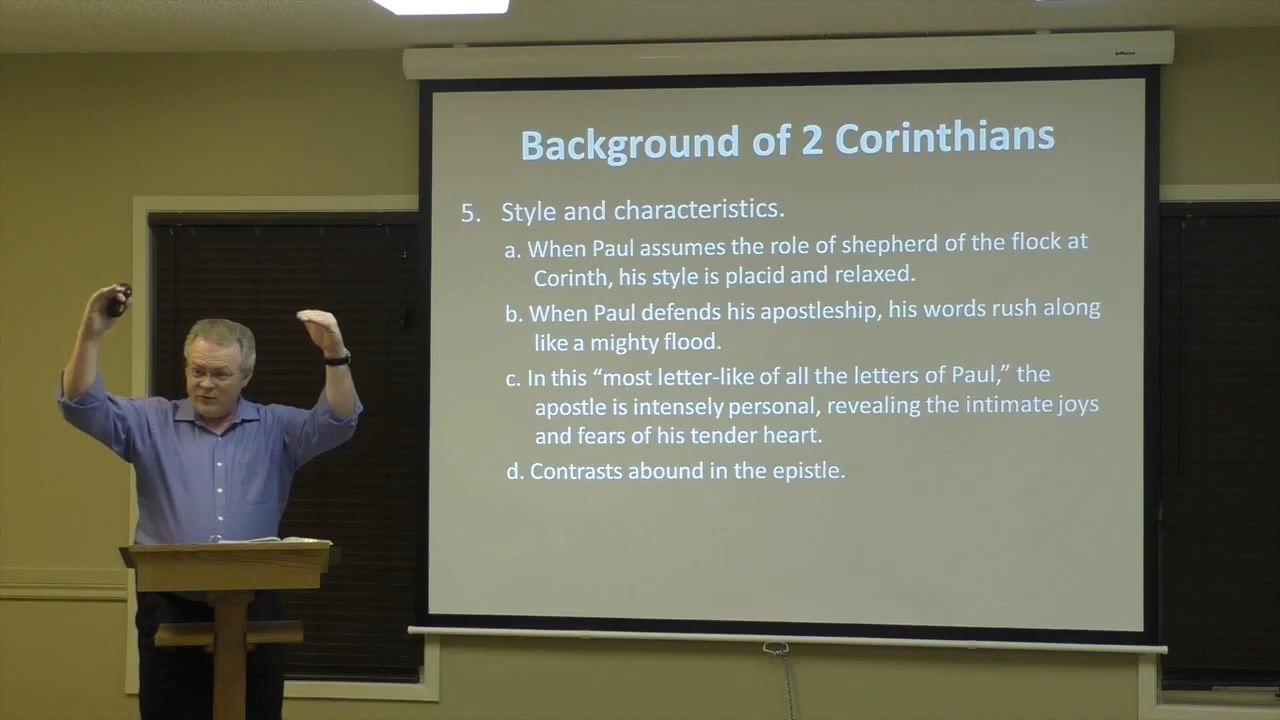 Background of 2 Corinthians
5. Style and characteristics.
a. When Paul assumes the role of shepherd of the flock at
Corinth, his style is placid and relaxed.
b. When Paul defends his apostleship, his words rush along
like a mighty flood.
c. In this “most letter-like of all the letters of Paul,” the
apostle is intensely personal, revealing the intimate joys
and fears of his tender heart.
d. Contrasts abound in the epistle.